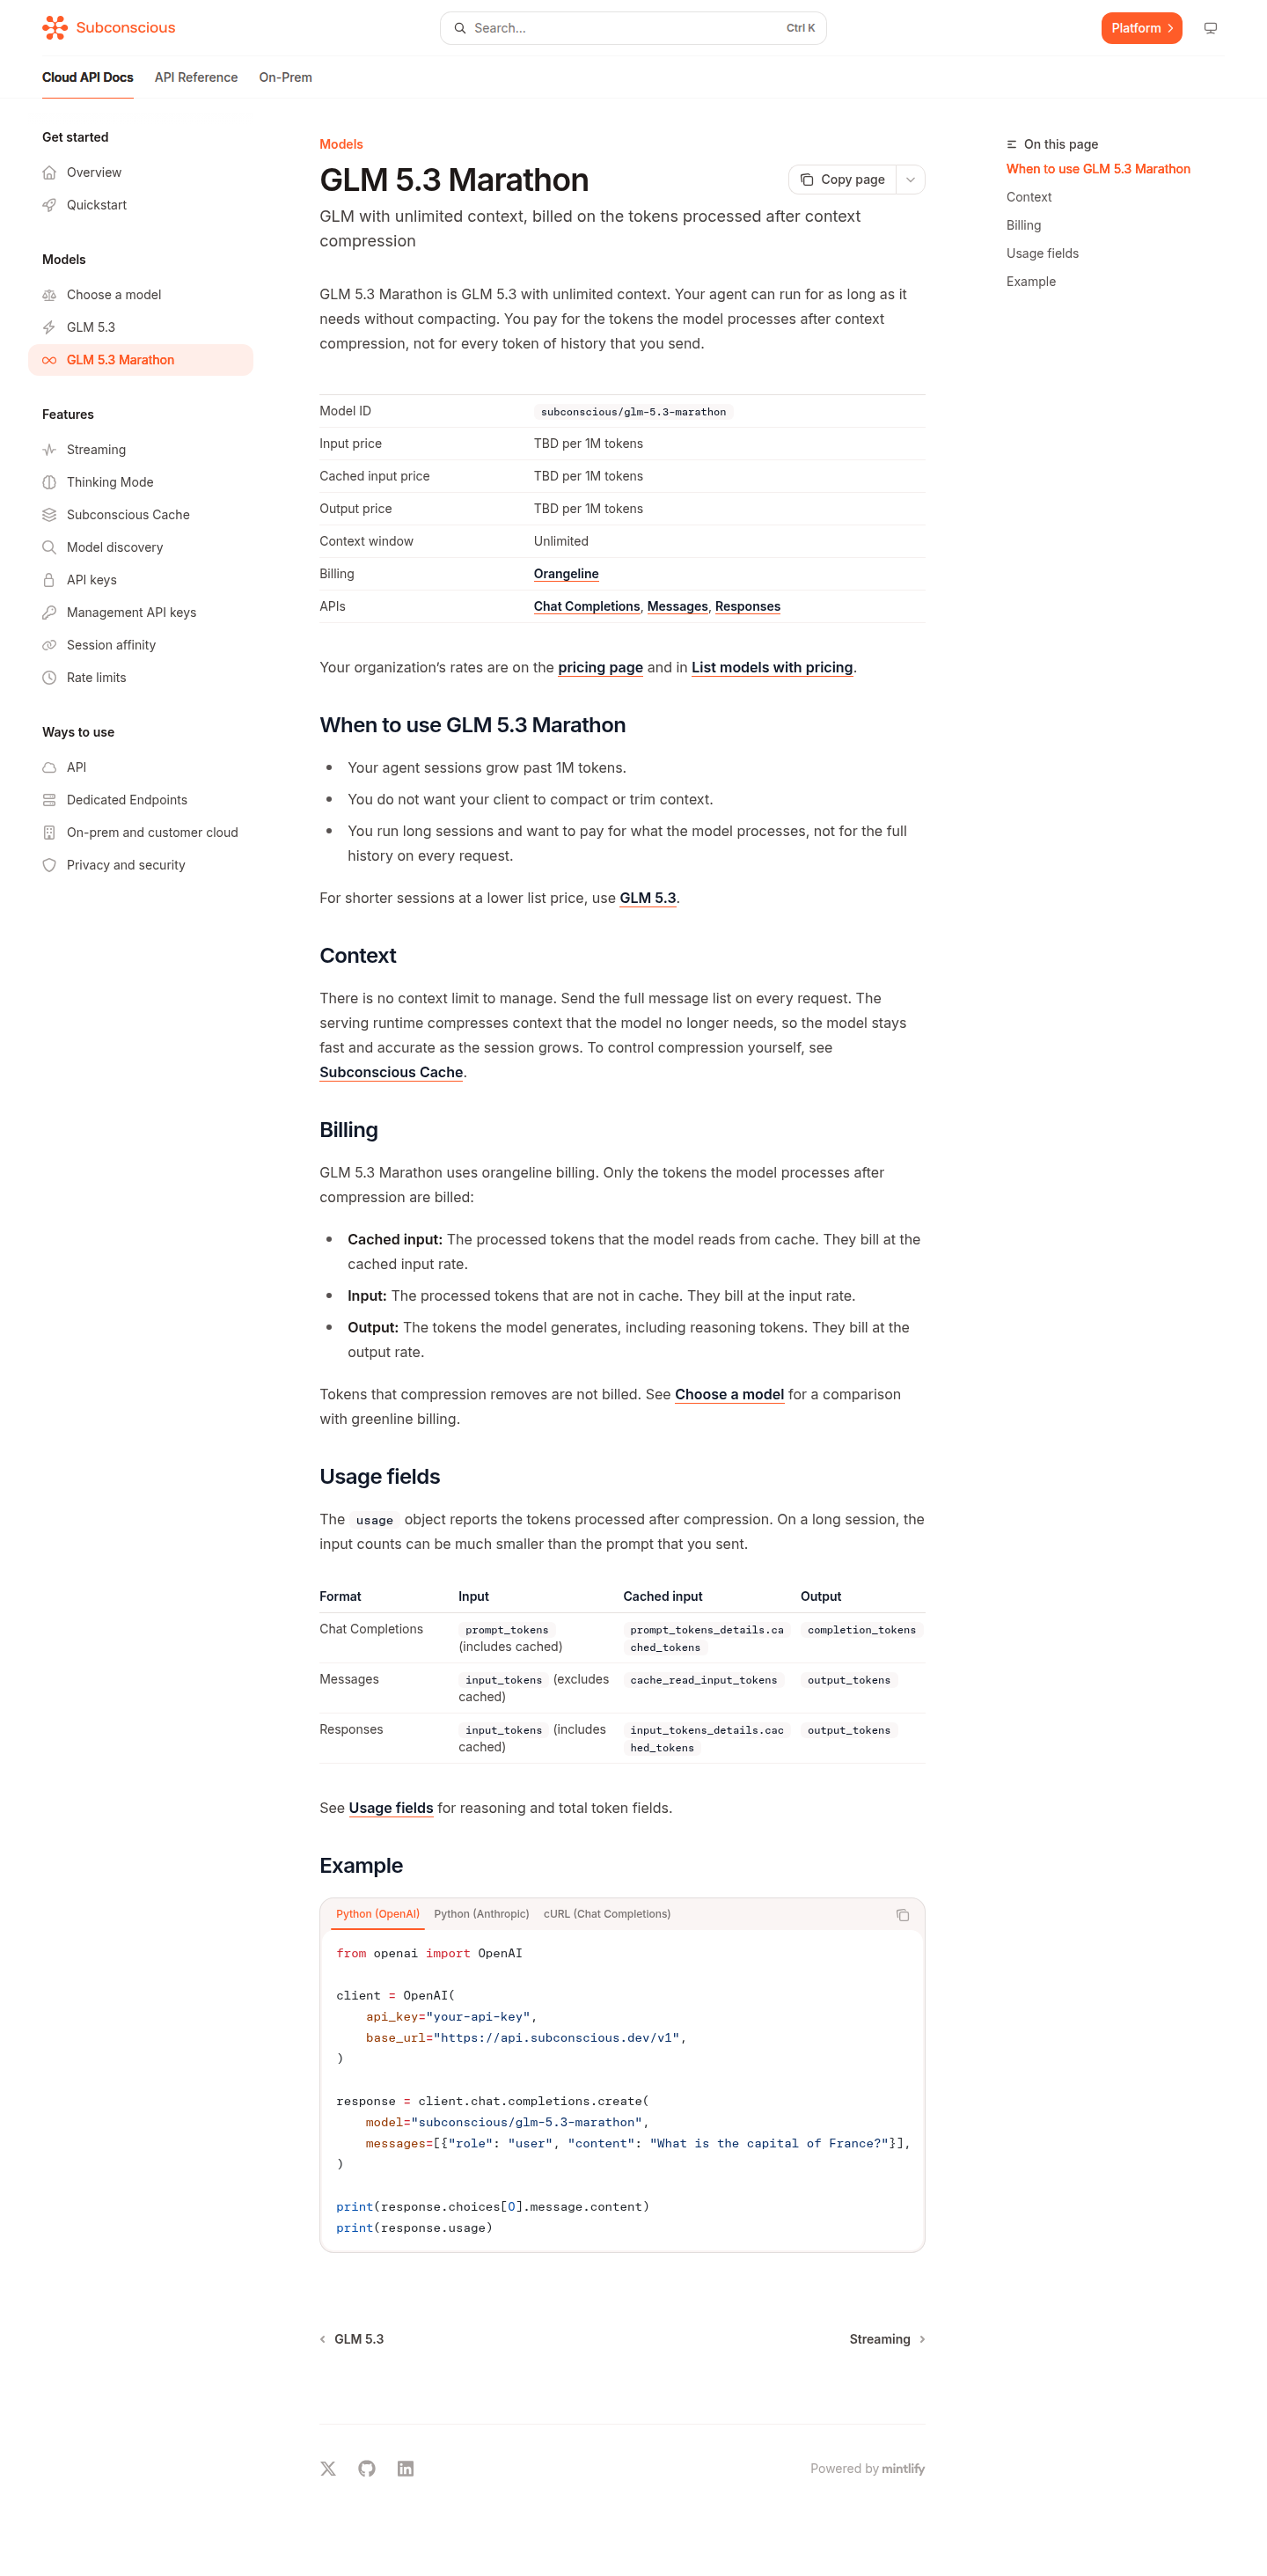 Subconscious
Search...
Ctrl K
Platform
Cloud API Docs
API Reference
On-Prem
Get started
Overview
Quickstart
Models
Choose a model
GLM 5.3
GLM 5.3 Marathon
Features
Streaming
Thinking Mode
Subconscious Cache
Model discovery
API keys
Management API keys
Session affinity
Rate limits
Ways to use
API
Dedicated Endpoints
On-prem and customer cloud
Privacy and security
Models
GLM 5.3 Marathon
Copy page
GLM with unlimited context, billed on the tokens processed after context
compression
GLM 5.3 Marathon is GLM 5.3 with unlimited context. Your agent can run for as long as it
needs without compacting. You pay for the tokens the model processes after context
compression, not for every token of history that you send.
Model ID subconscious/glm-5.3-marathon
Input price TBD per 1M tokens
Cached input price TBD per 1M tokens
Output price TBD per 1M tokens
Context window Unlimited
Billing Orangeline
APIs Chat Completions, Messages, Responses
Your organization's rates are on the pricing page and in List models with pricing.
When to use GLM 5.3 Marathon
Your agent sessions grow past 1M tokens.
You do not want your client to compact or trim context.
You run long sessions and want to pay for what the model processes, not for the full
history on every request.
For shorter sessions at a lower list price, use GLM 5.3.
Context
There is no context limit to manage. Send the full message list on every request. The
serving runtime compresses context that the model no longer needs, so the model stays
fast and accurate as the session grows. To control compression yourself, see
Subconscious Cache.
Billing
GLM 5.3 Marathon uses orangeline billing. Only the tokens the model processes after
compression are billed:
Cached input: The processed tokens that the model reads from cache. They bill at the
cached input rate.
Input: The processed tokens that are not in cache. They bill at the input rate.
Output: The tokens the model generates, including reasoning tokens. They bill at the
output rate.
Tokens that compression removes are not billed. See Choose a model for a comparison
with greenline billing.
Usage fields
The usage object reports the tokens processed after compression. On a long session, the
input counts can be much smaller than the prompt that you sent.
Format Input Cached input Output
Chat Completions prompt_tokens prompt_tokens_details.ca completion_tokens
(includes cached) ched_tokens
Messages input_tokens (excludes cache_read_input_tokens output_tokens
cached)
Responses input_tokens (includes input_tokens_details.cac output_tokens
cached) hed_tokens
See Usage fields for reasoning and total token fields.
Example
Python (OpenAI) Python (Anthropic) cURL (Chat Completions)
from openai import OpenAI
client = OpenAI(
    api_key="your-api-key",
    base_url="https://api.subconscious.dev/v1",
)
response = client.chat.completions.create(
    model="subconscious/glm-5.3-marathon",
    messages=[{"role": "user", "content": "What is the capital of France?"}],
)
print(response.choices[0].message.content)
print(response.usage)
GLM 5.3
Streaming
Powered by mintlify
On this page
When to use GLM 5.3 Marathon
Context
Billing
Usage fields
Example